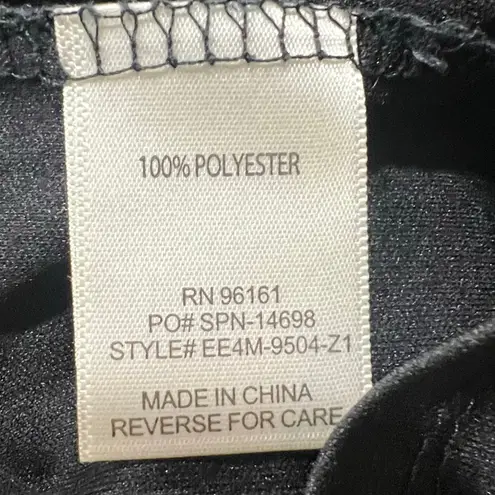 100% POLYESTER
RN 96161
PO# SPN-14698
STYLE# EE4M-9504-Z1
MADE IN CHINA
REVERSE FOR CARE